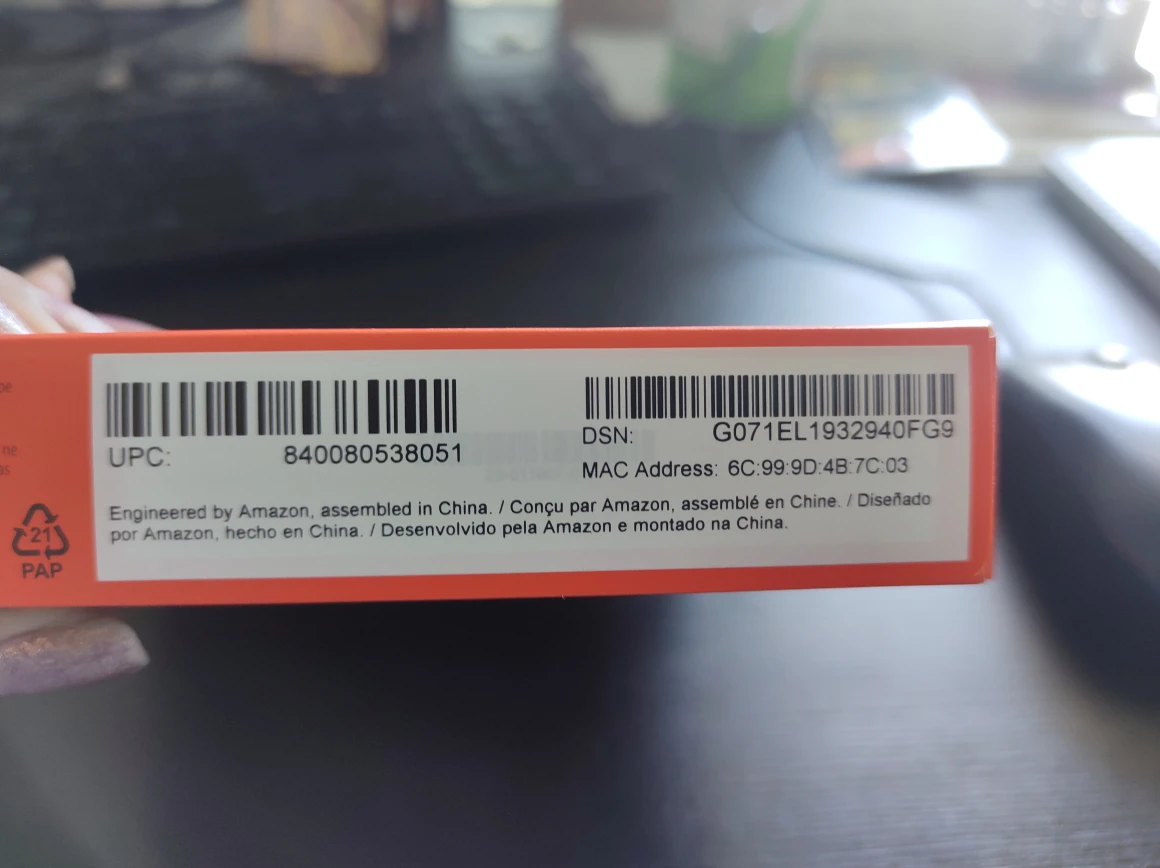 UPC: 840080538051
DSN: G071EL1932940FG9
MAC Address: 6C:99:9D:4B:7C:03
Engineered by Amazon, assembled in China. / Conçu par Amazon, assemblé en Chine. / Diseñado
por Amazon, hecho en China. / Desenvolvido pela Amazon e montado na China.
ne
21
PAP